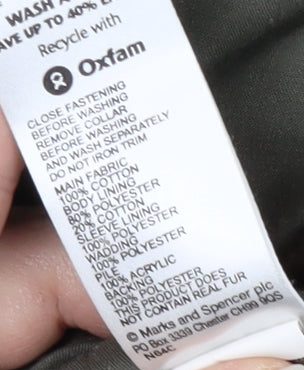 WASH A
AVE UP TO 40% E
Recycle with
Oxfam
CLOSE FASTENING
BEFORE WASHING
REMOVE COLLAR
BEFORE WASHING
AND WASH SEPARATELY
DO NOT IRON TRIM
MAIN FABRIC
100% COTTON
BODY LINING
80% POLYESTER
20% COTTON
SLEEVE LINING
100% POLYESTER
WADDING
100% POLYESTER
PILE
100% ACRYLIC
BACKING
100% POLYESTER
THIS PRODUCT DOES
NOT CONTAIN REAL FUR
© Marks and Spencer plc
PO Box 3339 Chester CH99 9QS